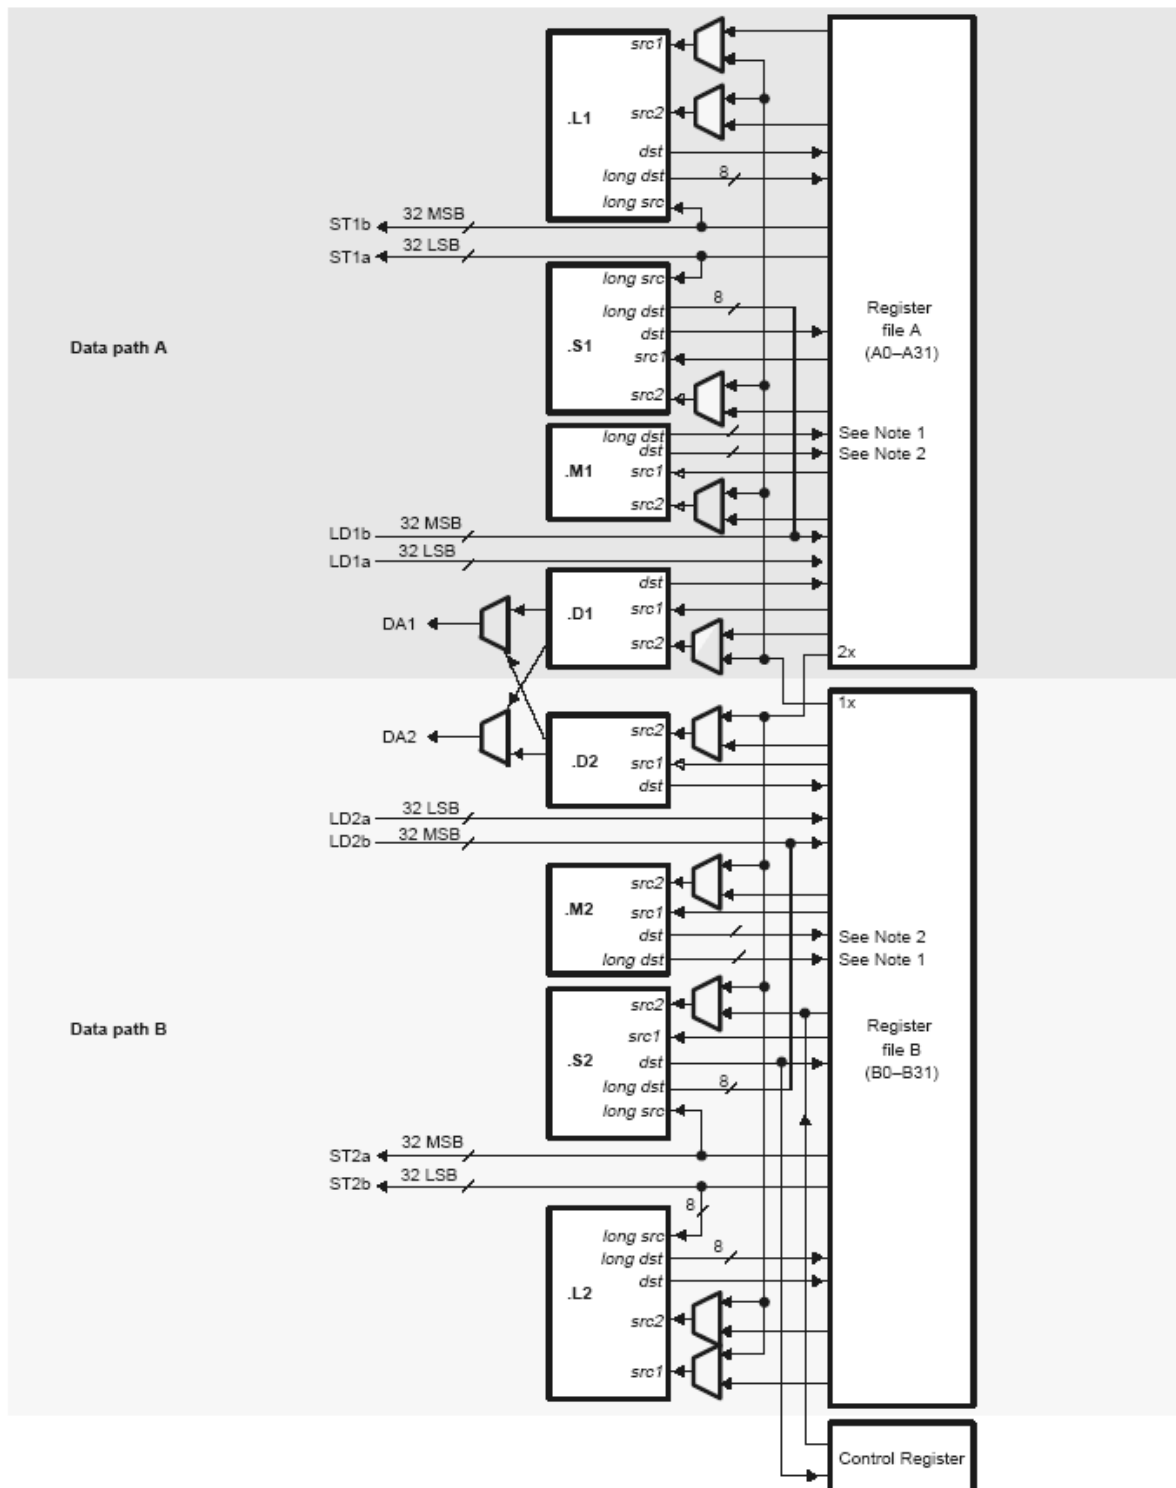 src1
.L1
src2
dst
long dst 8
long src
ST1b 32 MSB
ST1a 32 LSB
long src
8
long dst
dst
.S1
src1
src2
Data path A
Register
file A
(A0–A31)
long dst
dst
.M1
src1
src2
See Note 1
See Note 2
LD1b 32 MSB
LD1a 32 LSB
dst
.D1
src1
src2
DA1
2x
1x
DA2
src2
.D2
src1
dst
LD2a 32 LSB
LD2b 32 MSB
src2
.M2
src1
dst
long dst
See Note 2
See Note 1
src2
src1
.S2
dst
long dst 8
long src
Data path B
Register
file B
(B0–B31)
ST2a 32 MSB
ST2b 32 LSB
8
long src
long dst 8
dst
.L2
src2
src1
Control Register